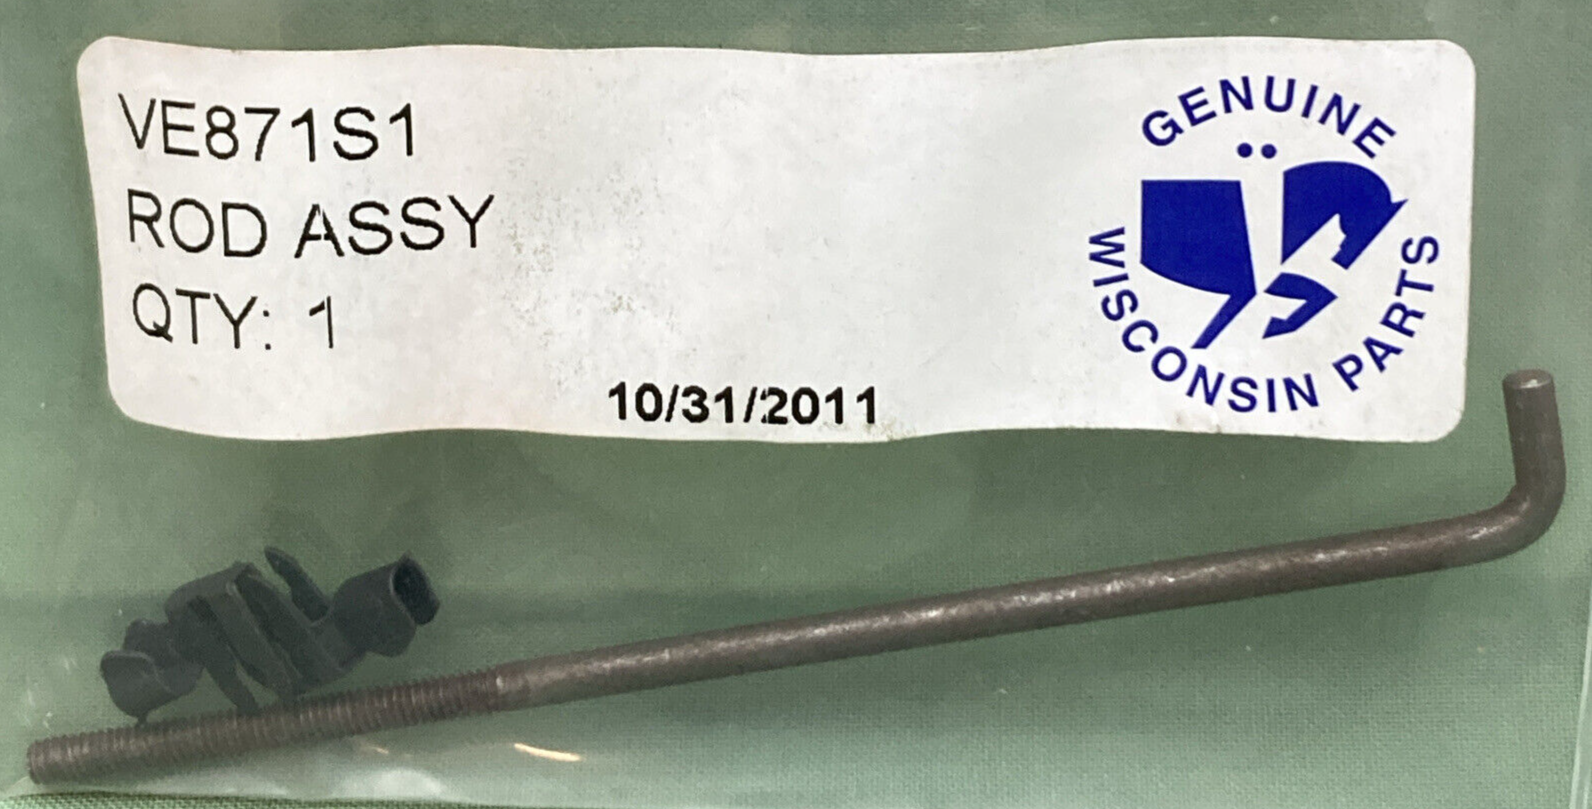 VE871S1
ROD ASSY
QTY: 1
10/31/2011
GENUINE
WISCONSIN PARTS